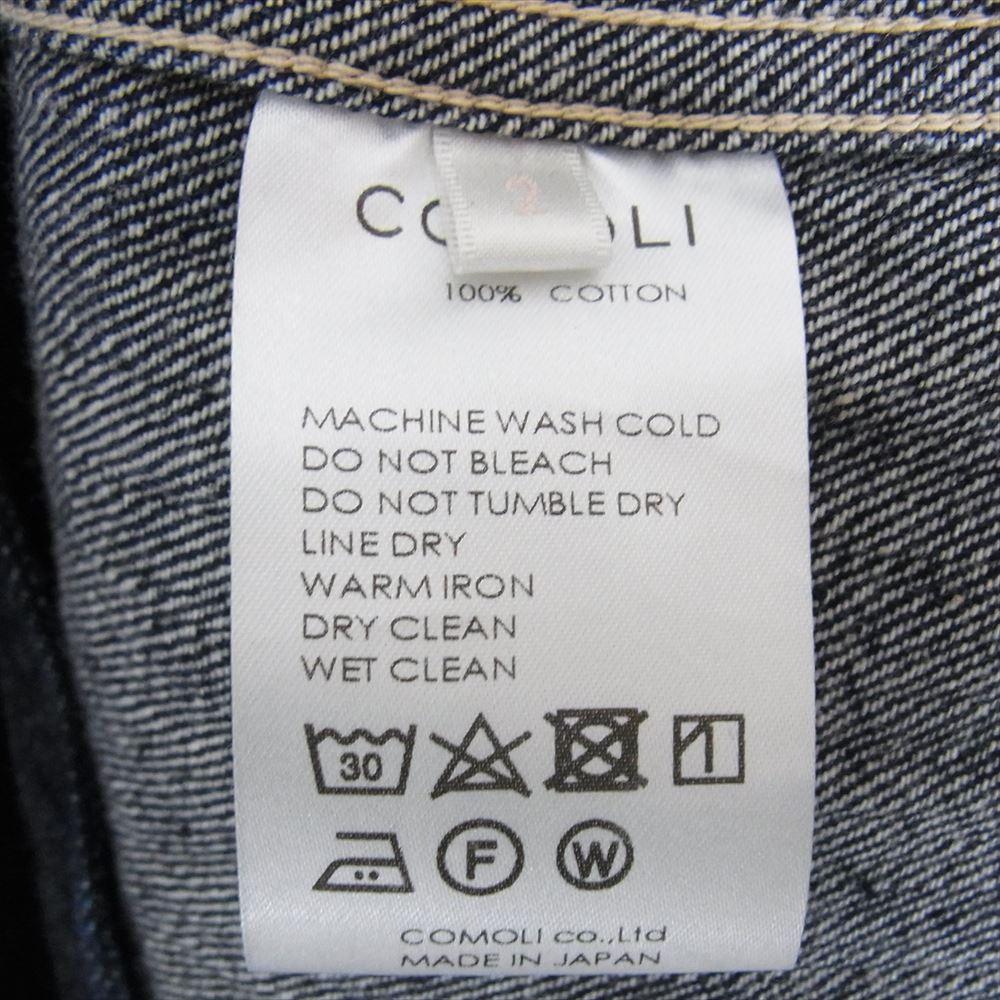 COMOLI
2
100% COTTON
MACHINE WASH COLD
DO NOT BLEACH
DO NOT TUMBLE DRY
LINE DRY
WARM IRON
DRY CLEAN
WET CLEAN
30
F W
COMOLI co.,Ltd
MADE IN JAPAN